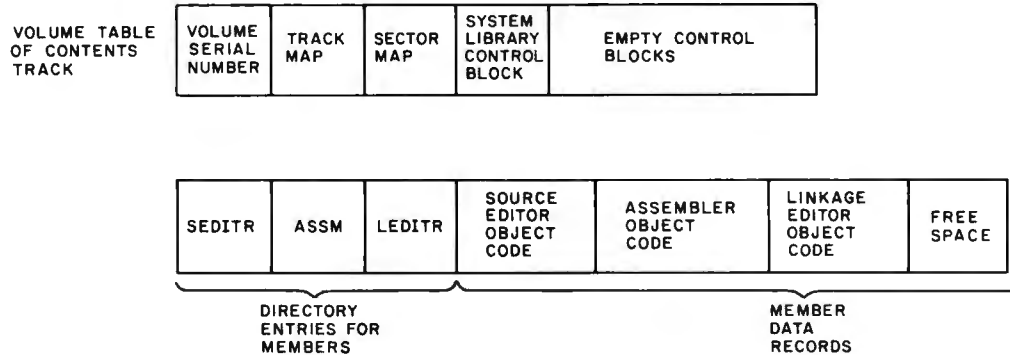 VOLUME TABLE
OF CONTENTS
TRACK
VOLUME
SERIAL
NUMBER
TRACK
MAP
SECTOR
MAP
SYSTEM
LIBRARY
CONTROL
BLOCK
EMPTY CONTROL
BLOCKS
SEDITR
ASSM
LEDITR
SOURCE
EDITOR
OBJECT
CODE
ASSEMBLER
OBJECT
CODE
LINKAGE
EDITOR
OBJECT
CODE
FREE
SPACE
DIRECTORY
ENTRIES FOR
MEMBERS
MEMBER
DATA
RECORDS